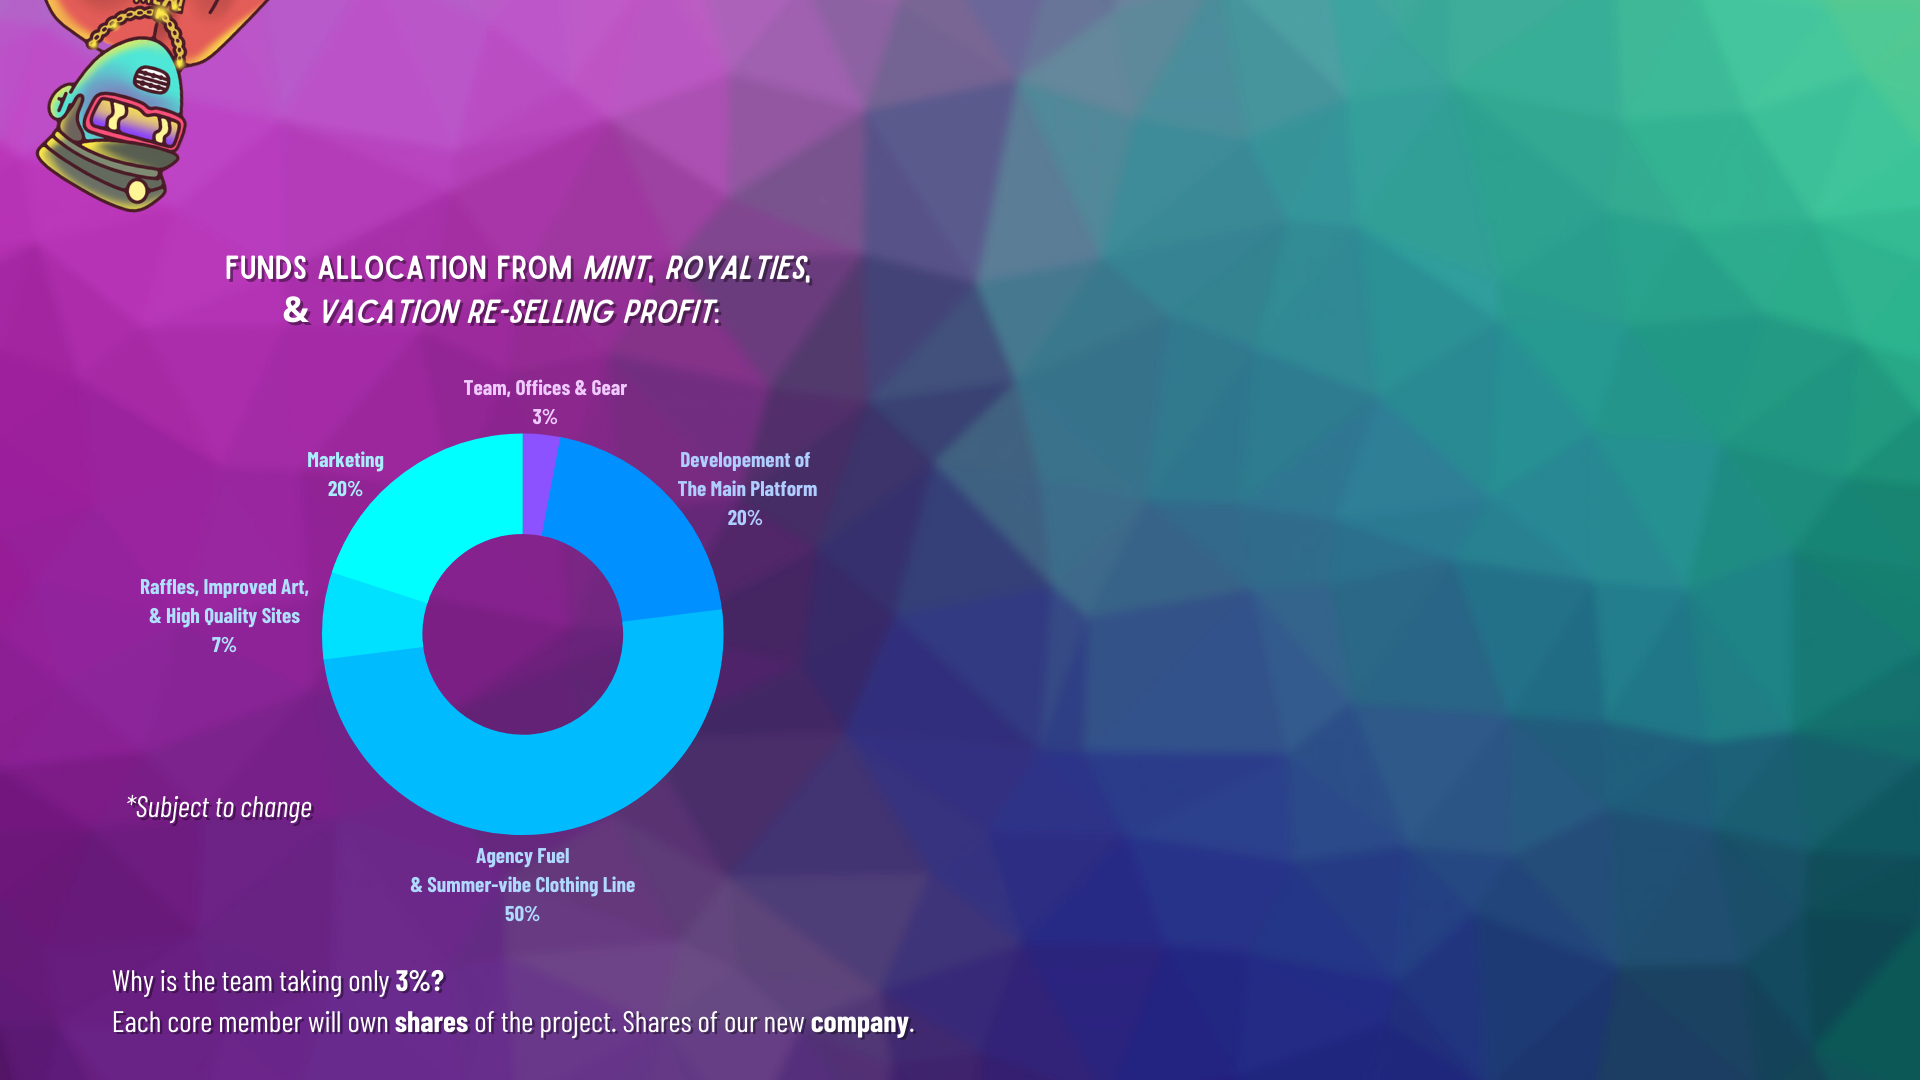 FUNDS ALLOCATION FROM MINT, ROYALTIES,
& VACATION RE-SELLING PROFIT:
Team, Offices & Gear
3%
Marketing
20%
Developement of
The Main Platform
20%
Raffles, Improved Art,
& High Quality Sites
7%
*Subject to change
Agency Fuel
& Summer-vibe Clothing Line
50%
Why is the team taking only 3%?
Each core member will own shares of the project. Shares of our new company.